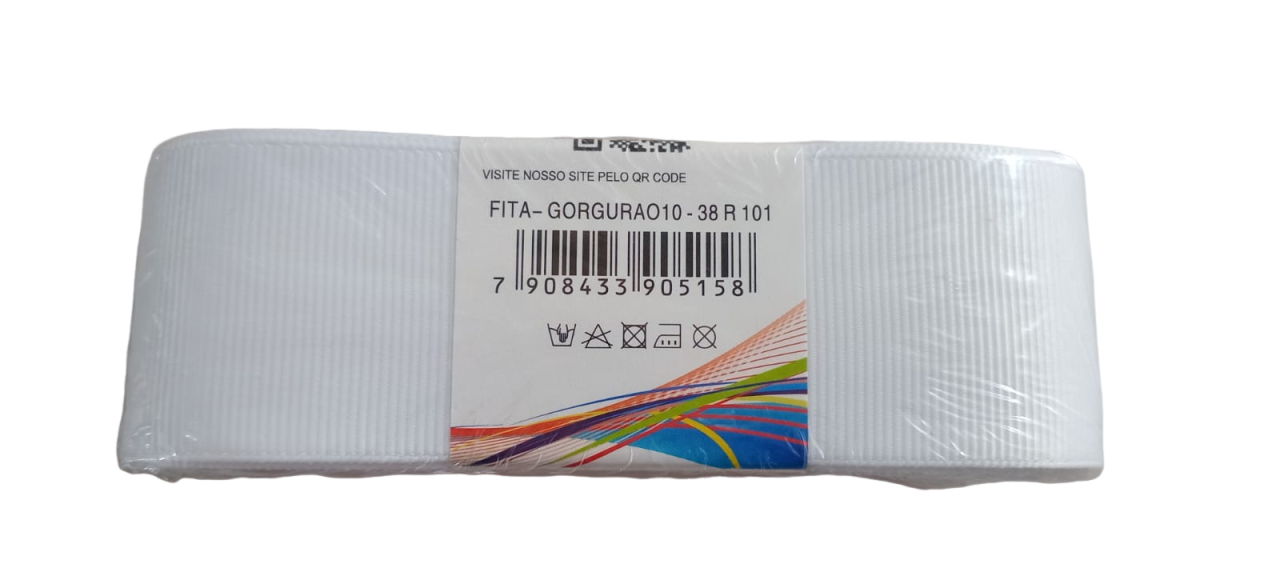 VISITE NOSSO SITE PELO QR CODE
FITA- GORGURAO10 - 38 R 101
7 908433 905158